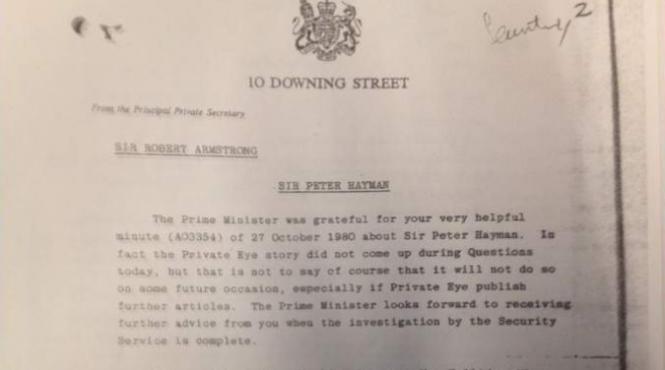 Security 2
10 DOWNING STREET
From the Principal Private Secretary
SIR ROBERT ARMSTRONG
SIR PETER HAYMAN
The Prime Minister was grateful for your very helpful
minute (A03354) of 27 October 1980 about Sir Peter Hayman. In
fact the Private Eye story did not come up during Questions
today, but that is not to say of course that it will not do so
on some future occasion, especially if Private Eye publish
further articles. The Prime Minister looks forward to receiving
further advice from you when the investigation by the Security
Service is complete.